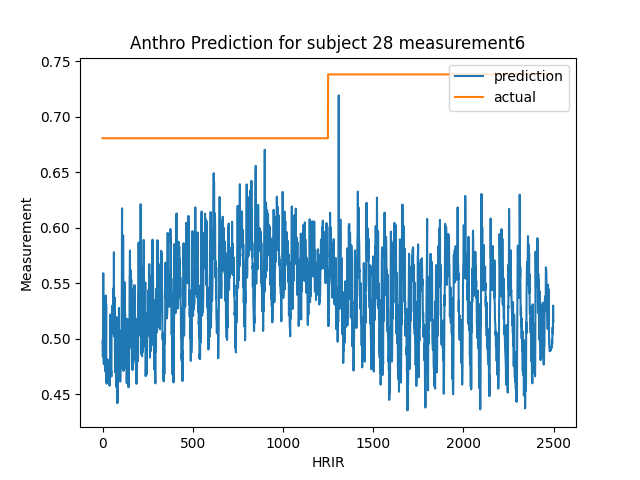 Anthro Prediction for subject 28 measurement6
0.75
0.70
0.65
0.60
0.55
0.50
0.45
Measurement
prediction
actual
0 500 1000 1500 2000 2500
HRIR